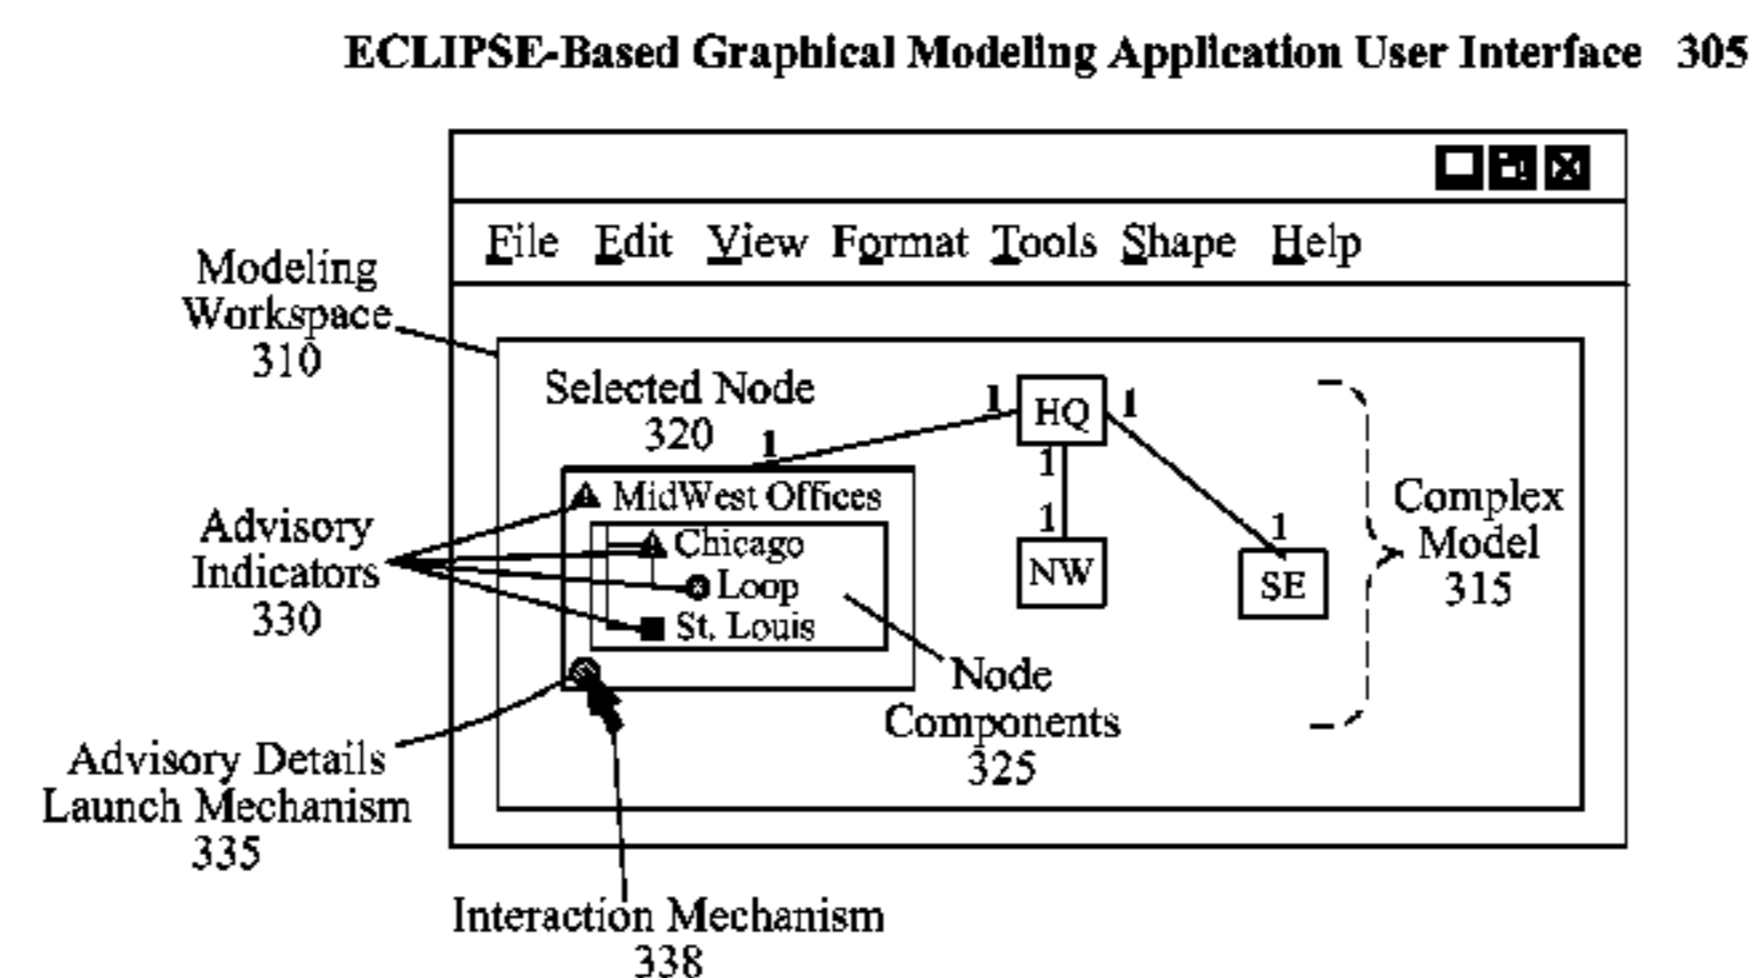 ECLIPSE-Based Graphical Modeling Application User Interface 305
File Edit View Format Tools Shape Help
Modeling
Workspace
310
Selected Node
320
1
1
HQ
1
1
1
NW
1
SE
MidWest Offices
Chicago
Loop
St. Louis
Advisory
Indicators
330
Complex
Model
315
Node
Components
325
Advisory Details
Launch Mechanism
335
Interaction Mechanism
338